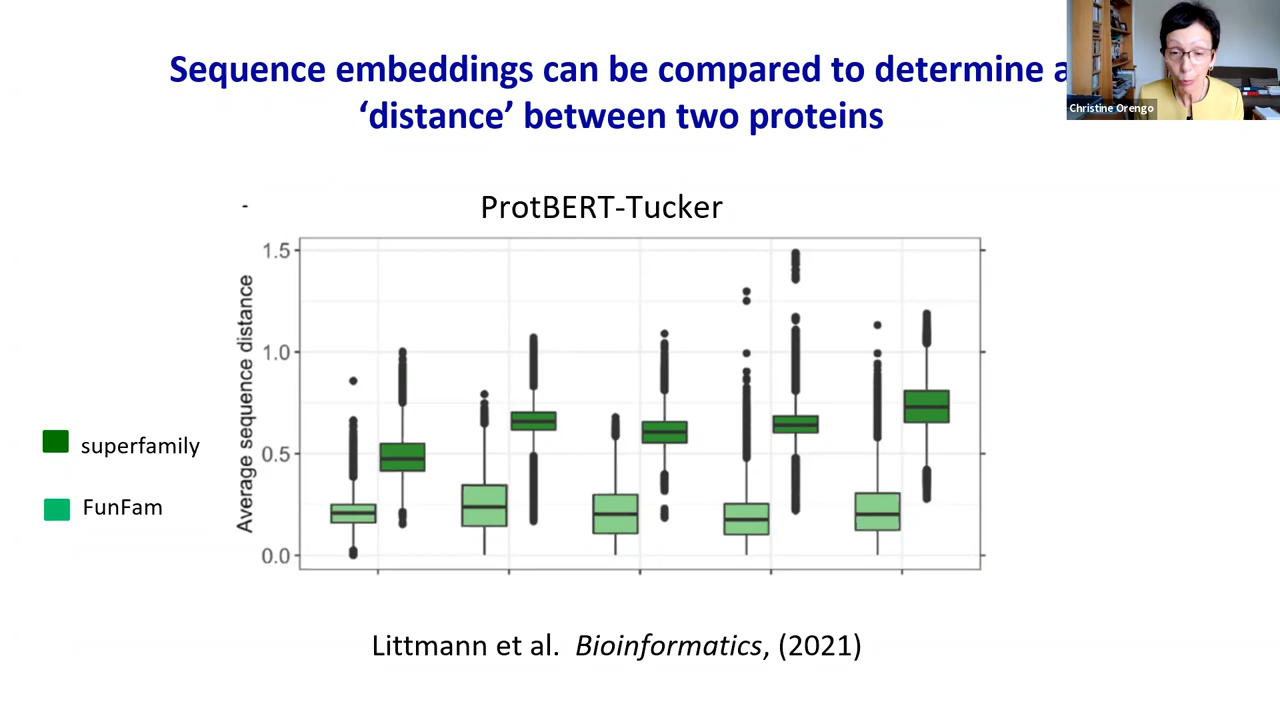 Sequence embeddings can be compared to determine a
‘distance’ between two proteins
Christine Orengo
ProtBERT-Tucker
Average sequence distance
1.5
1.0
0.5
0.0
superfamily
FunFam
Littmann et al. Bioinformatics, (2021)